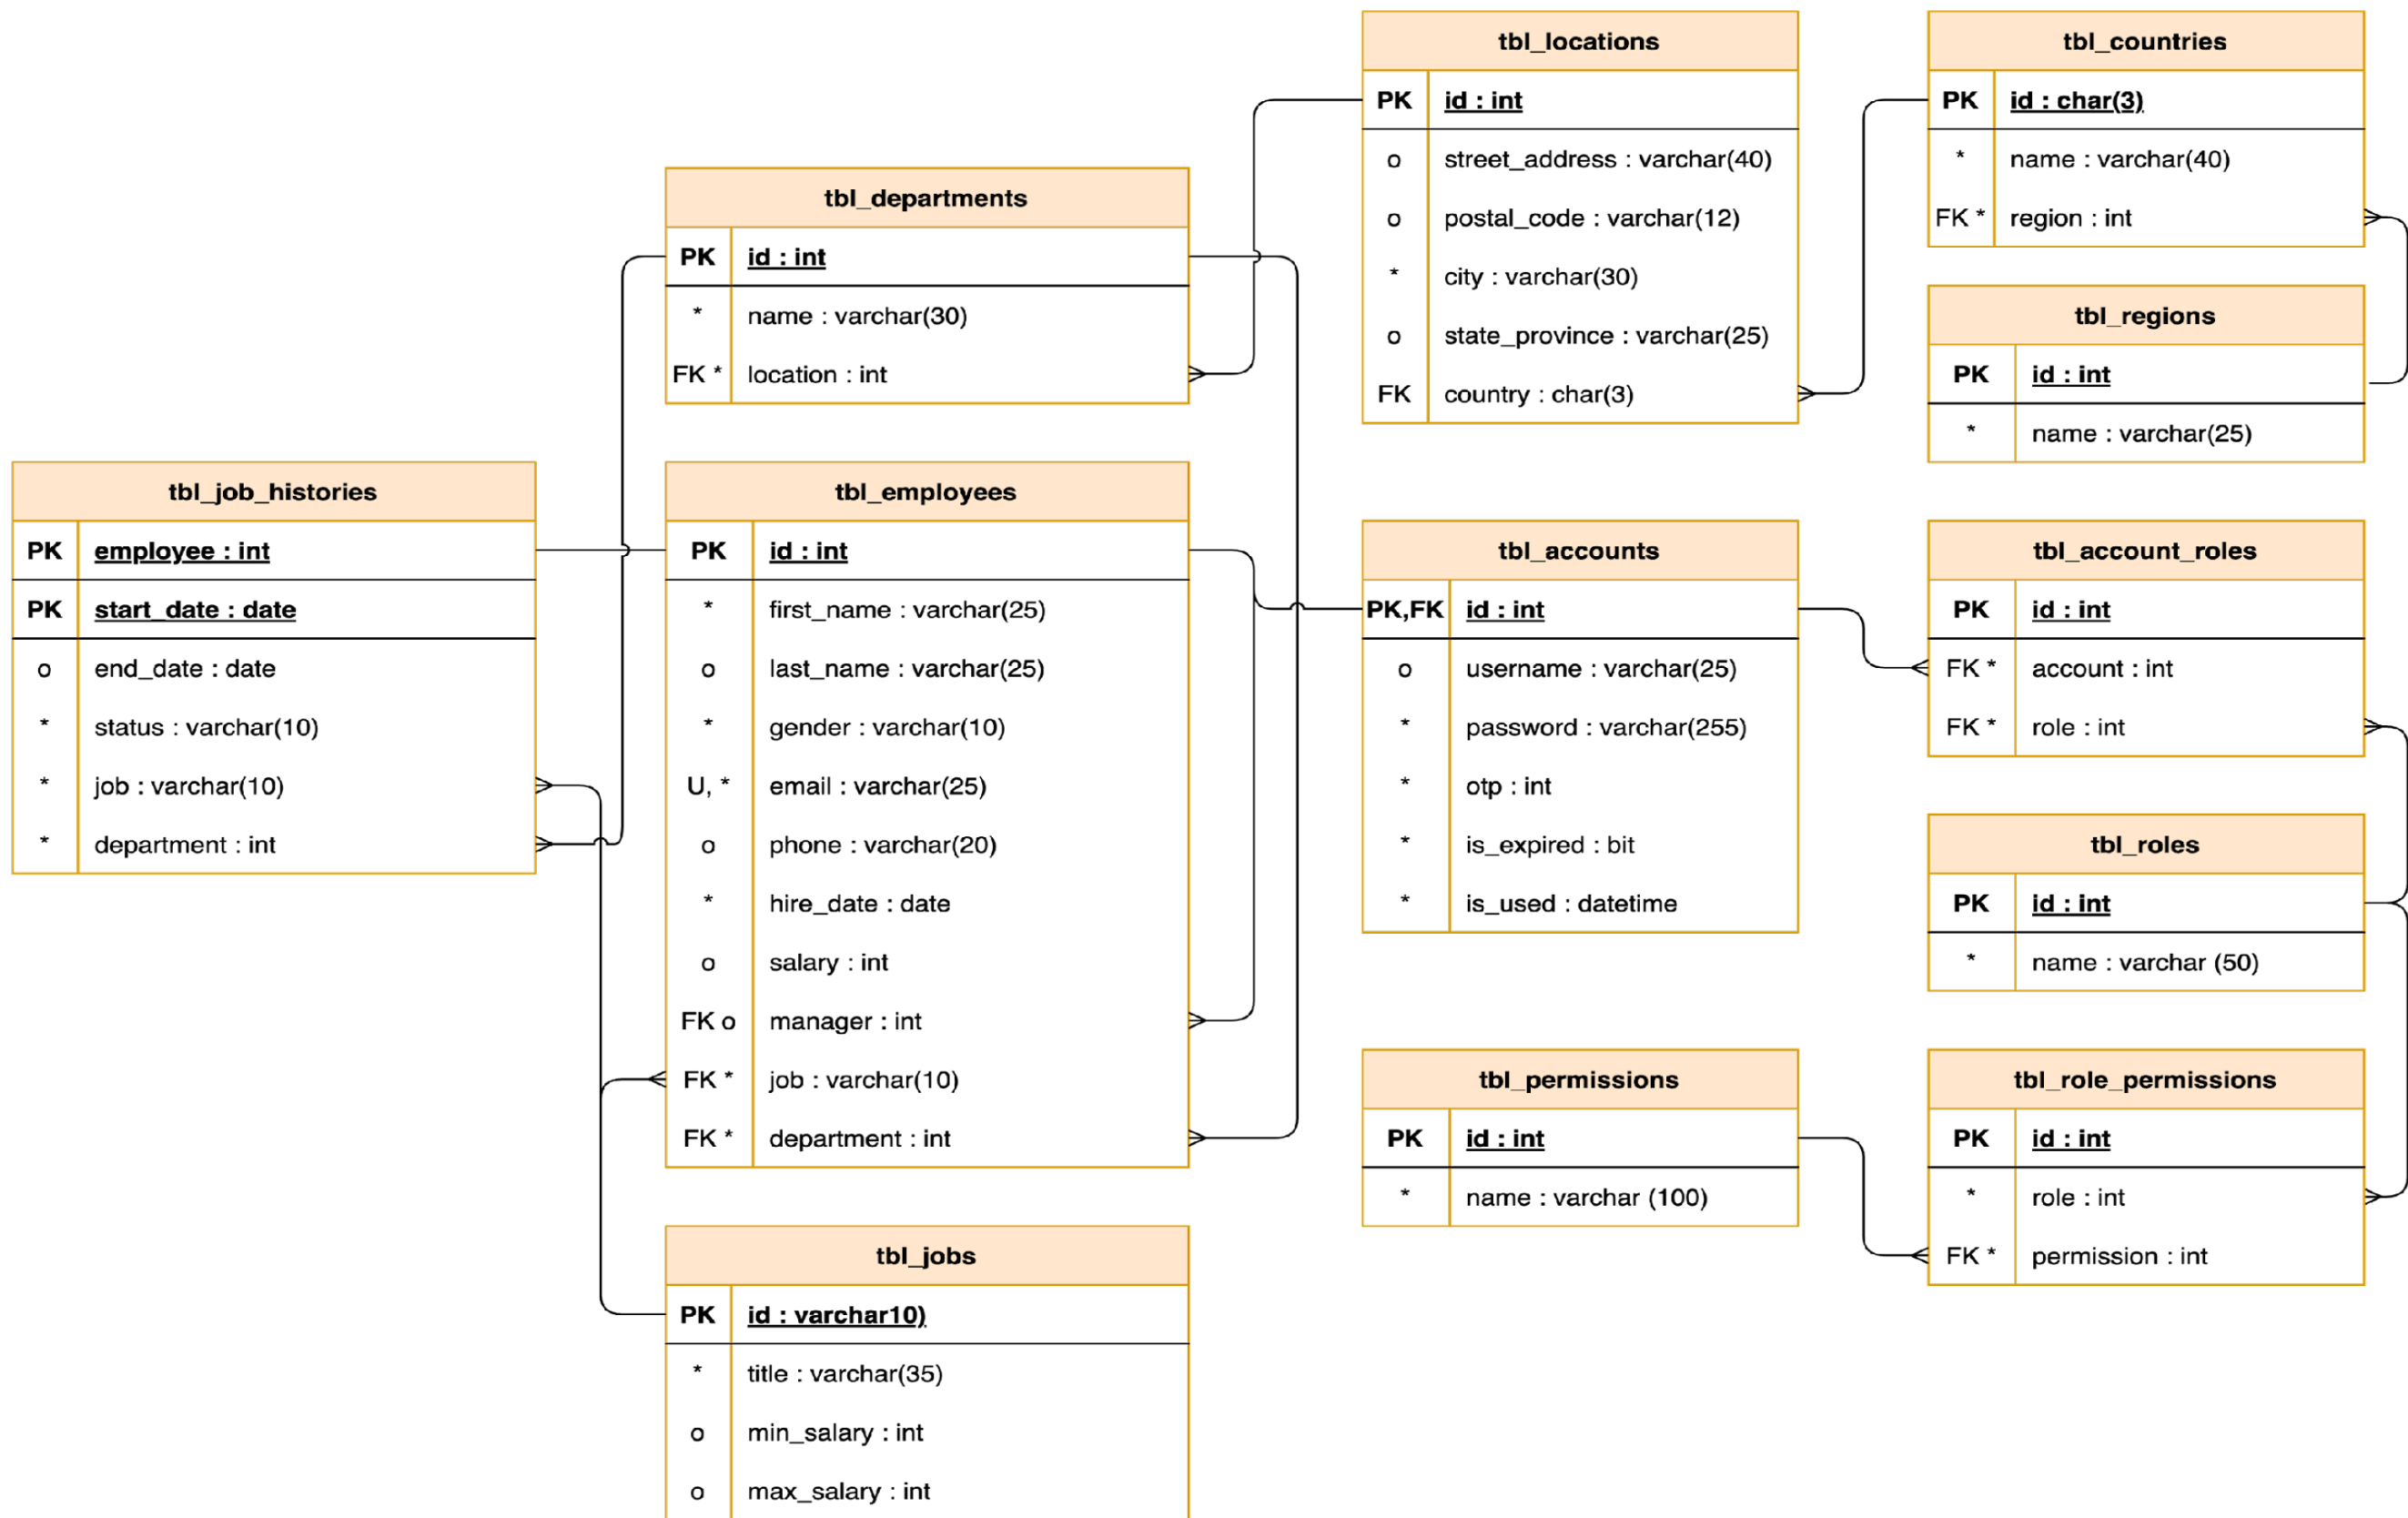 tbl_locations
PK id : int
o street_address : varchar(40)
o postal_code : varchar(12)
* city : varchar(30)
o state_province : varchar(25)
FK country : char(3)
tbl_countries
PK id : char(3)
* name : varchar(40)
FK * region : int
tbl_departments
PK id : int
* name : varchar(30)
FK * location : int
tbl_regions
PK id : int
* name : varchar(25)
tbl_job_histories
PK employee : int
PK start_date : date
o end_date : date
* status : varchar(10)
* job : varchar(10)
* department : int
tbl_employees
PK id : int
* first_name : varchar(25)
o last_name : varchar(25)
* gender : varchar(10)
U, * email : varchar(25)
o phone : varchar(20)
* hire_date : date
o salary : int
FK o manager : int
FK * job : varchar(10)
FK * department : int
tbl_accounts
PK,FK id : int
o username : varchar(25)
* password : varchar(255)
* otp : int
* is_expired : bit
* is_used : datetime
tbl_account_roles
PK id : int
FK * account : int
FK * role : int
tbl_roles
PK id : int
* name : varchar (50)
tbl_permissions
PK id : int
* name : varchar (100)
tbl_role_permissions
PK id : int
* role : int
FK * permission : int
tbl_jobs
PK id : varchar10)
* title : varchar(35)
o min_salary : int
o max_salary : int